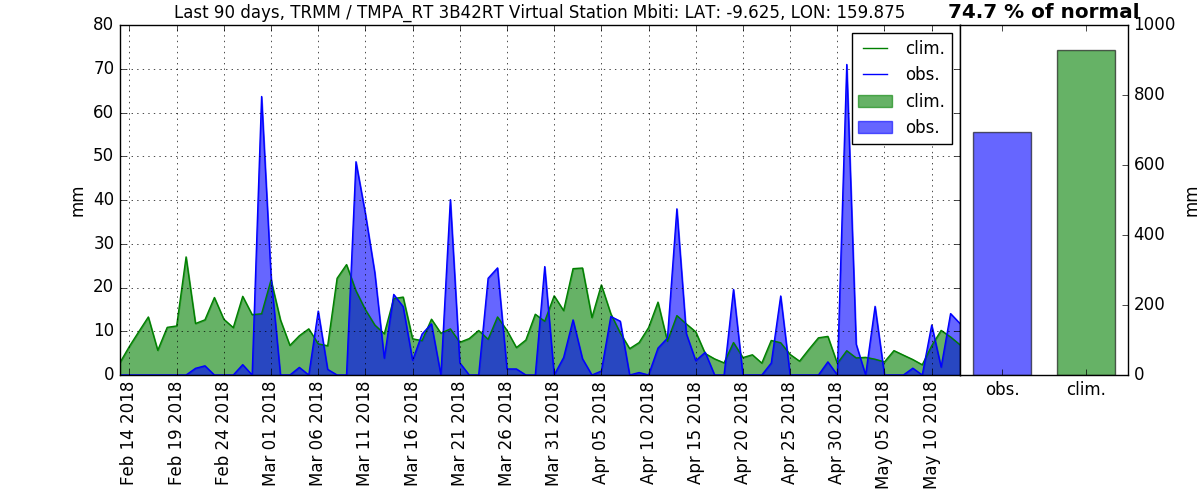 Last 90 days, TRMM / TMPA_RT 3B42RT Virtual Station Mbiti: LAT: -9.625, LON: 159.875
74.7 % of normal
80
70
60
50
40
30
20
10
0
mm
clim.
obs.
clim.
obs.
1000
800
600
400
200
0
mm
obs.
clim.
Feb 14 2018
Feb 19 2018
Feb 24 2018
Mar 01 2018
Mar 06 2018
Mar 11 2018
Mar 16 2018
Mar 21 2018
Mar 26 2018
Mar 31 2018
Apr 05 2018
Apr 10 2018
Apr 15 2018
Apr 20 2018
Apr 25 2018
Apr 30 2018
May 05 2018
May 10 2018